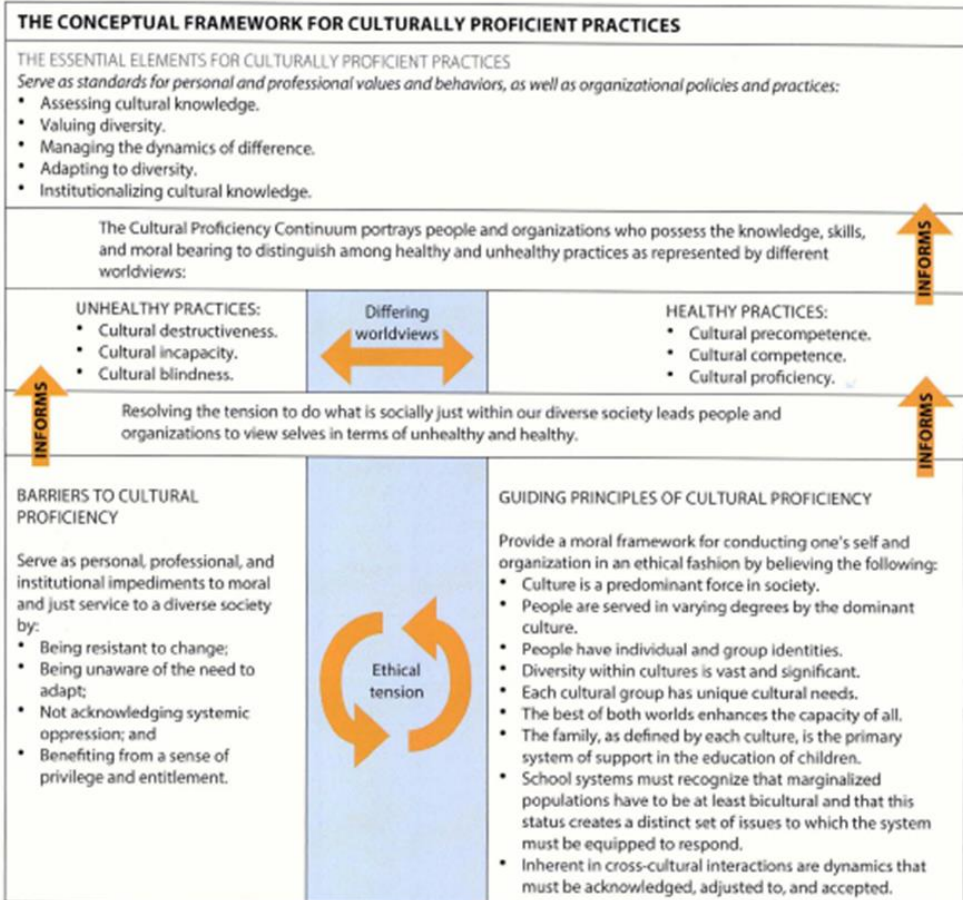 THE CONCEPTUAL FRAMEWORK FOR CULTURALLY PROFICIENT PRACTICES
THE ESSENTIAL ELEMENTS FOR CULTURALLY PROFICIENT PRACTICES
Serve as standards for personal and professional values and behaviors, as well as organizational policies and practices:
• Assessing cultural knowledge.
• Valuing diversity.
• Managing the dynamics of difference.
• Adapting to diversity.
• Institutionalizing cultural knowledge.
The Cultural Proficiency Continuum portrays people and organizations who possess the knowledge, skills,
and moral bearing to distinguish among healthy and unhealthy practices as represented by different
worldviews:
INFORMS
UNHEALTHY PRACTICES:
• Cultural destructiveness.
• Cultural incapacity.
• Cultural blindness.
Differing
worldviews
HEALTHY PRACTICES:
• Cultural precompetence.
• Cultural competence.
• Cultural proficiency.
INFORMS
Resolving the tension to do what is socially just within our diverse society leads people and
organizations to view selves in terms of unhealthy and healthy.
INFORMS
BARRIERS TO CULTURAL
PROFICIENCY
Serve as personal, professional, and
institutional impediments to moral
and just service to a diverse society
by:
• Being resistant to change;
• Being unaware of the need to
adapt;
• Not acknowledging systemic
oppression; and
• Benefiting from a sense of
privilege and entitlement.
Ethical
tension
GUIDING PRINCIPLES OF CULTURAL PROFICIENCY
Provide a moral framework for conducting one's self and
organization in an ethical fashion by believing the following:
• Culture is a predominant force in society.
• People are served in varying degrees by the dominant
culture.
• People have individual and group identities.
• Diversity within cultures is vast and significant.
• Each cultural group has unique cultural needs.
• The best of both worlds enhances the capacity of all.
• The family, as defined by each culture, is the primary
system of support in the education of children.
• School systems must recognize that marginalized
populations have to be at least bicultural and that this
status creates a distinct set of issues to which the system
must be equipped to respond.
• Inherent in cross-cultural interactions are dynamics that
must be acknowledged, adjusted to, and accepted.